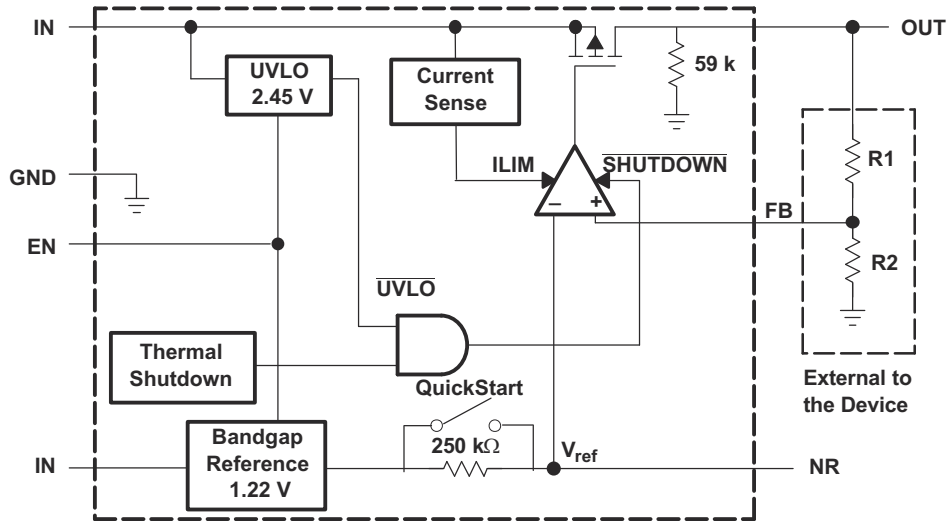 IN
OUT
UVLO
2.45 V
Current
Sense
59 k
GND
ILIM
SHUTDOWN
R1
EN
FB
–
+
R2
UVLO
Thermal
Shutdown
QuickStart
External to
the Device
IN
Bandgap
Reference
1.22 V
250 kΩ
Vref
NR